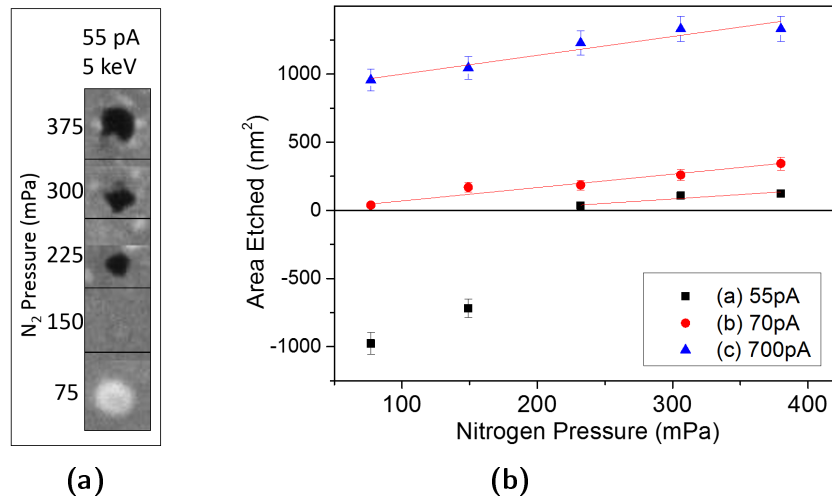 55 pA
5 keV
N₂ Pressure (mPa)
375
300
225
150
75
(a)
Area Etched (nm²)
1000
500
0
-500
-1000
(a) 55pA
(b) 70pA
(c) 700pA
100
200
300
400
Nitrogen Pressure (mPa)
(b)